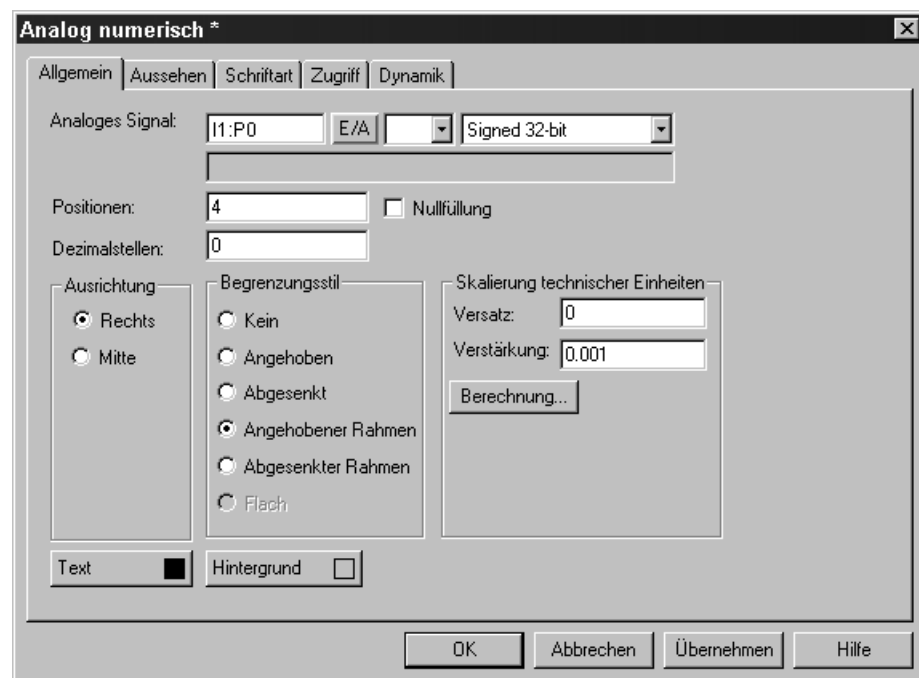 Analog numerisch *
Allgemein Aussehen Schriftart Zugriff Dynamik
Analoges Signal: I1:P0 E/A Signed 32-bit
Positionen: 4 Nullfüllung
Dezimalstellen: 0
Ausrichtung
Rechts
Mitte
Begrenzungsstil
Kein
Angehoben
Abgesenkt
Angehobener Rahmen
Abgesenkter Rahmen
Flach
Skalierung technischer Einheiten
Versatz: 0
Verstärkung: 0.001
Berechnung...
Text Hintergrund
OK Abbrechen Übernehmen Hilfe